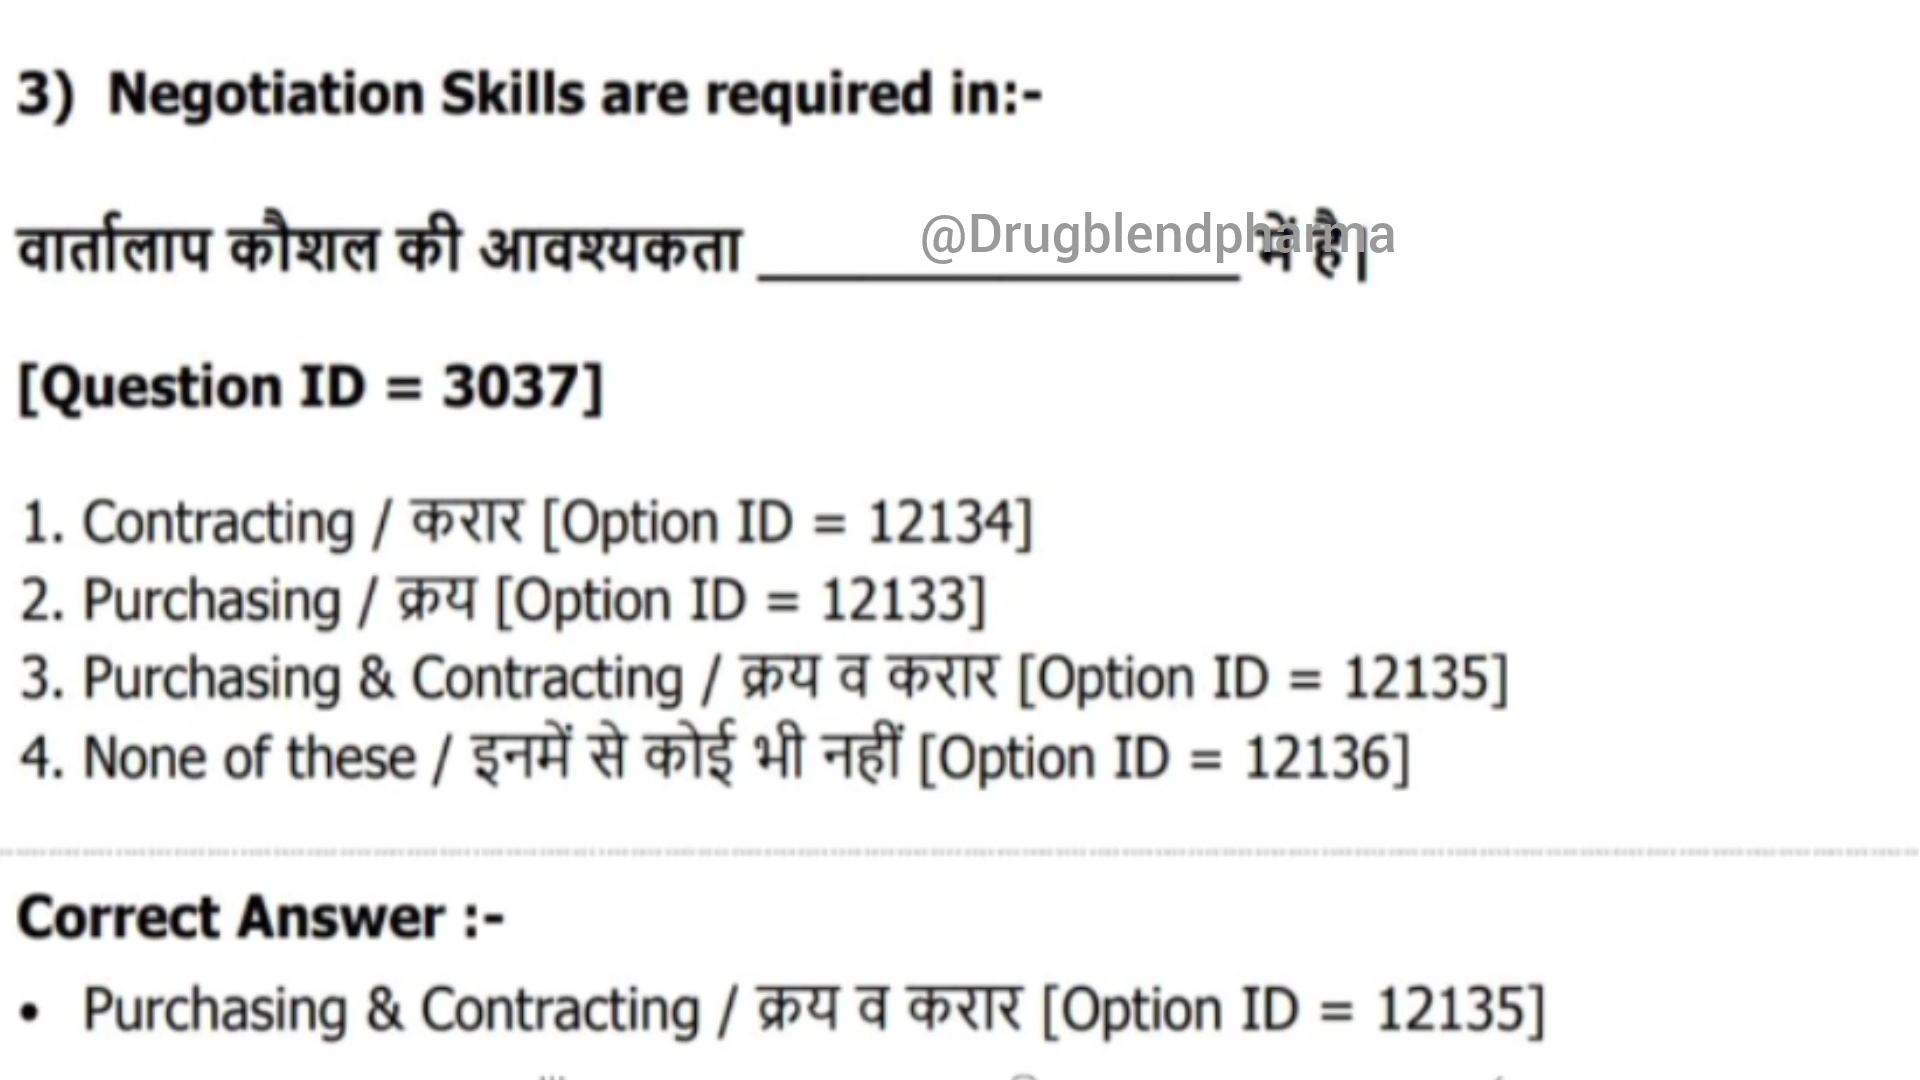 3) Negotiation Skills are required in:-
वार्तालाप कौशल की आवश्यकता ______________ में है|
@Drugblendpharma
[Question ID = 3037]
1. Contracting / करार [Option ID = 12134]
2. Purchasing / क्रय [Option ID = 12133]
3. Purchasing & Contracting / क्रय व करार [Option ID = 12135]
4. None of these / इनमें से कोई भी नहीं [Option ID = 12136]
Correct Answer :-
• Purchasing & Contracting / क्रय व करार [Option ID = 12135]